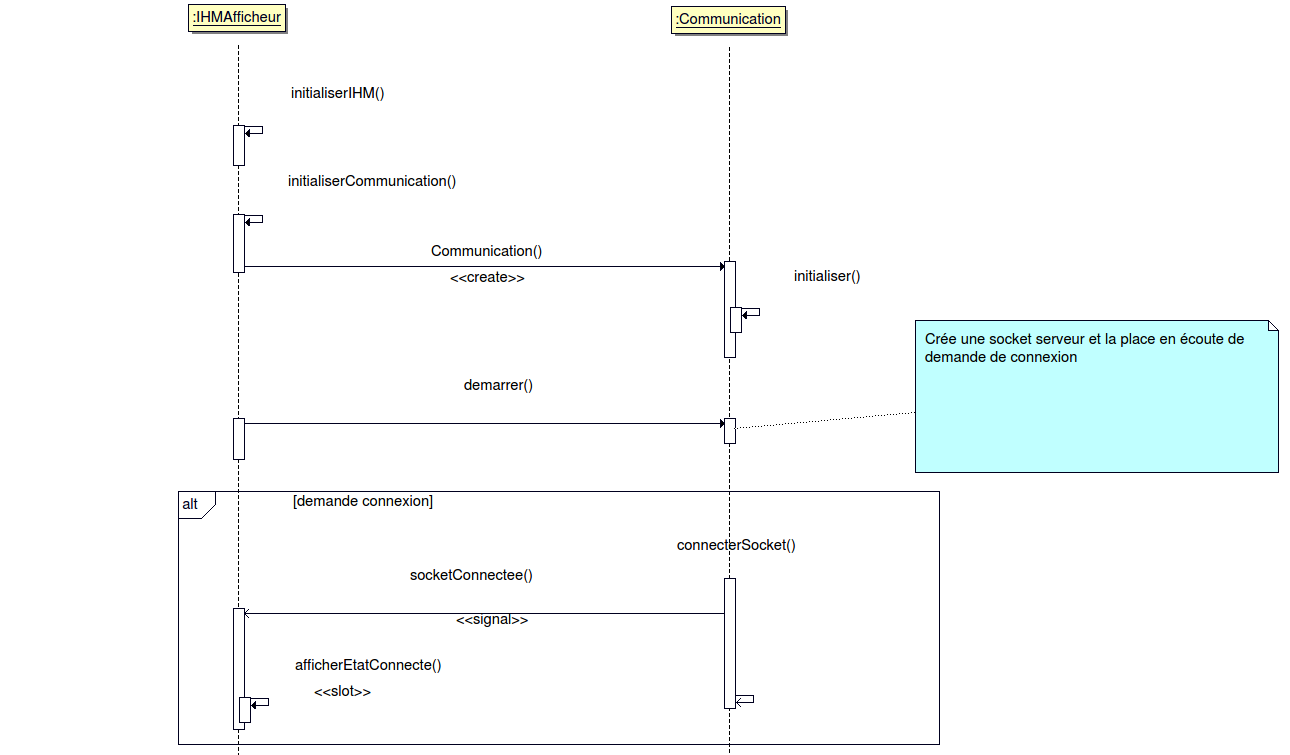 :IHMAfficheur
:Communication
initialiserIHM()
initialiserCommunication()
Communication()
<<create>>
initialiser()
Crée une socket serveur et la place en écoute de
demande de connexion
demarrer()
alt
[demande connexion]
connecterSocket()
socketConnectee()
<<signal>>
afficherEtatConnecte()
<<slot>>